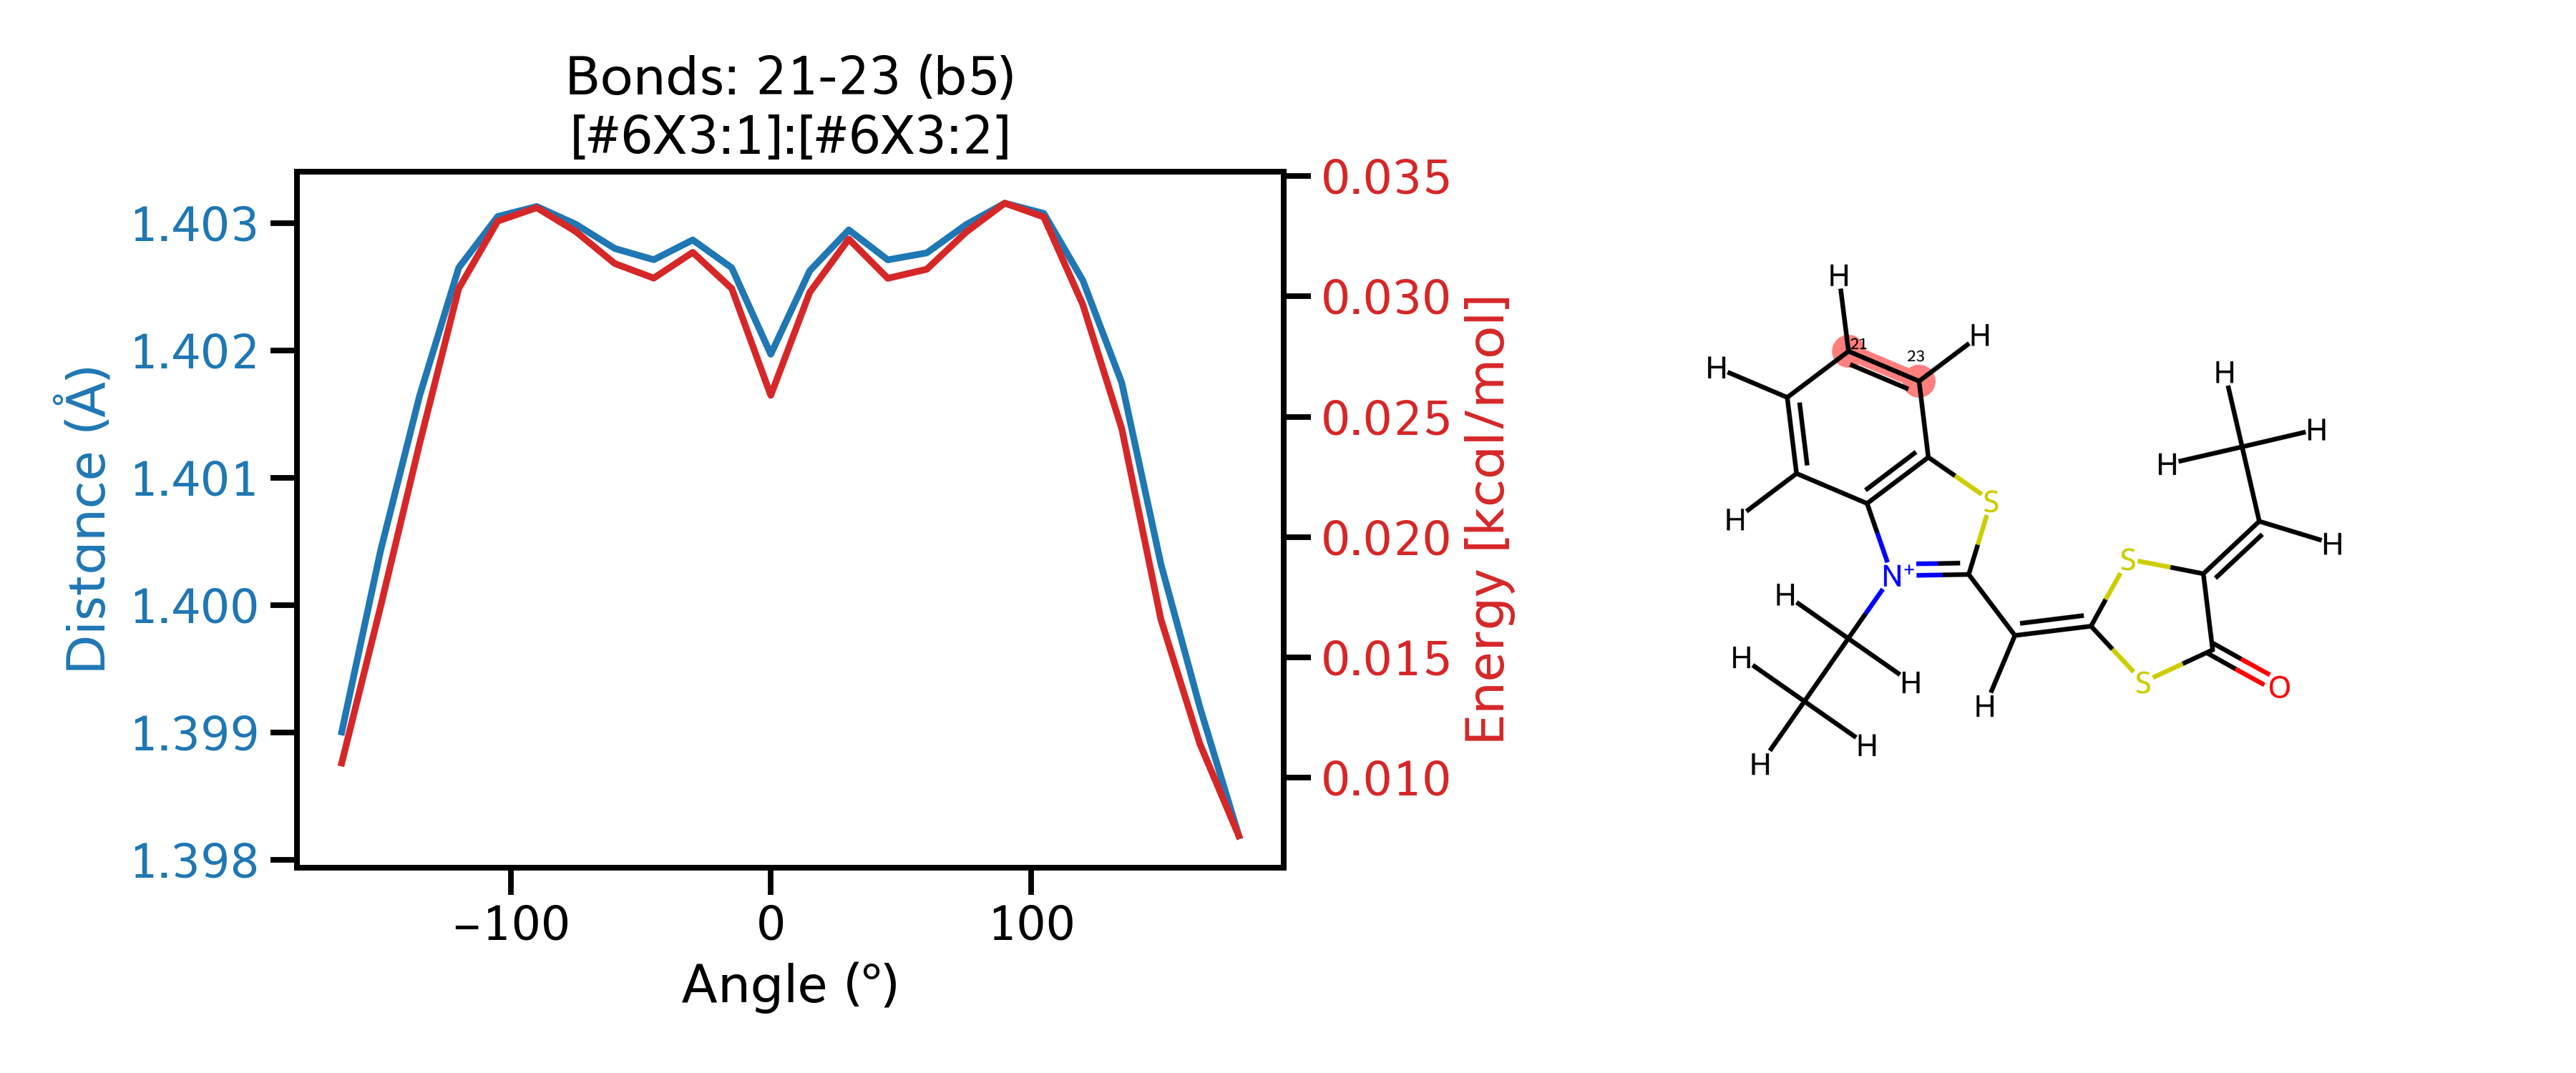 Bonds: 21-23 (b5)
[#6X3:1]:[#6X3:2]
Distance (Å)
1.403
1.402
1.401
1.400
1.399
1.398
0.035
0.030
0.025
0.020
0.015
0.010
Energy [kcal/mol]
−100
0
100
Angle (°)
H
H
21
23
H
H
H
H
H
S
H
S
H
N⁺
H
H
H
S
O
H
H
H
H